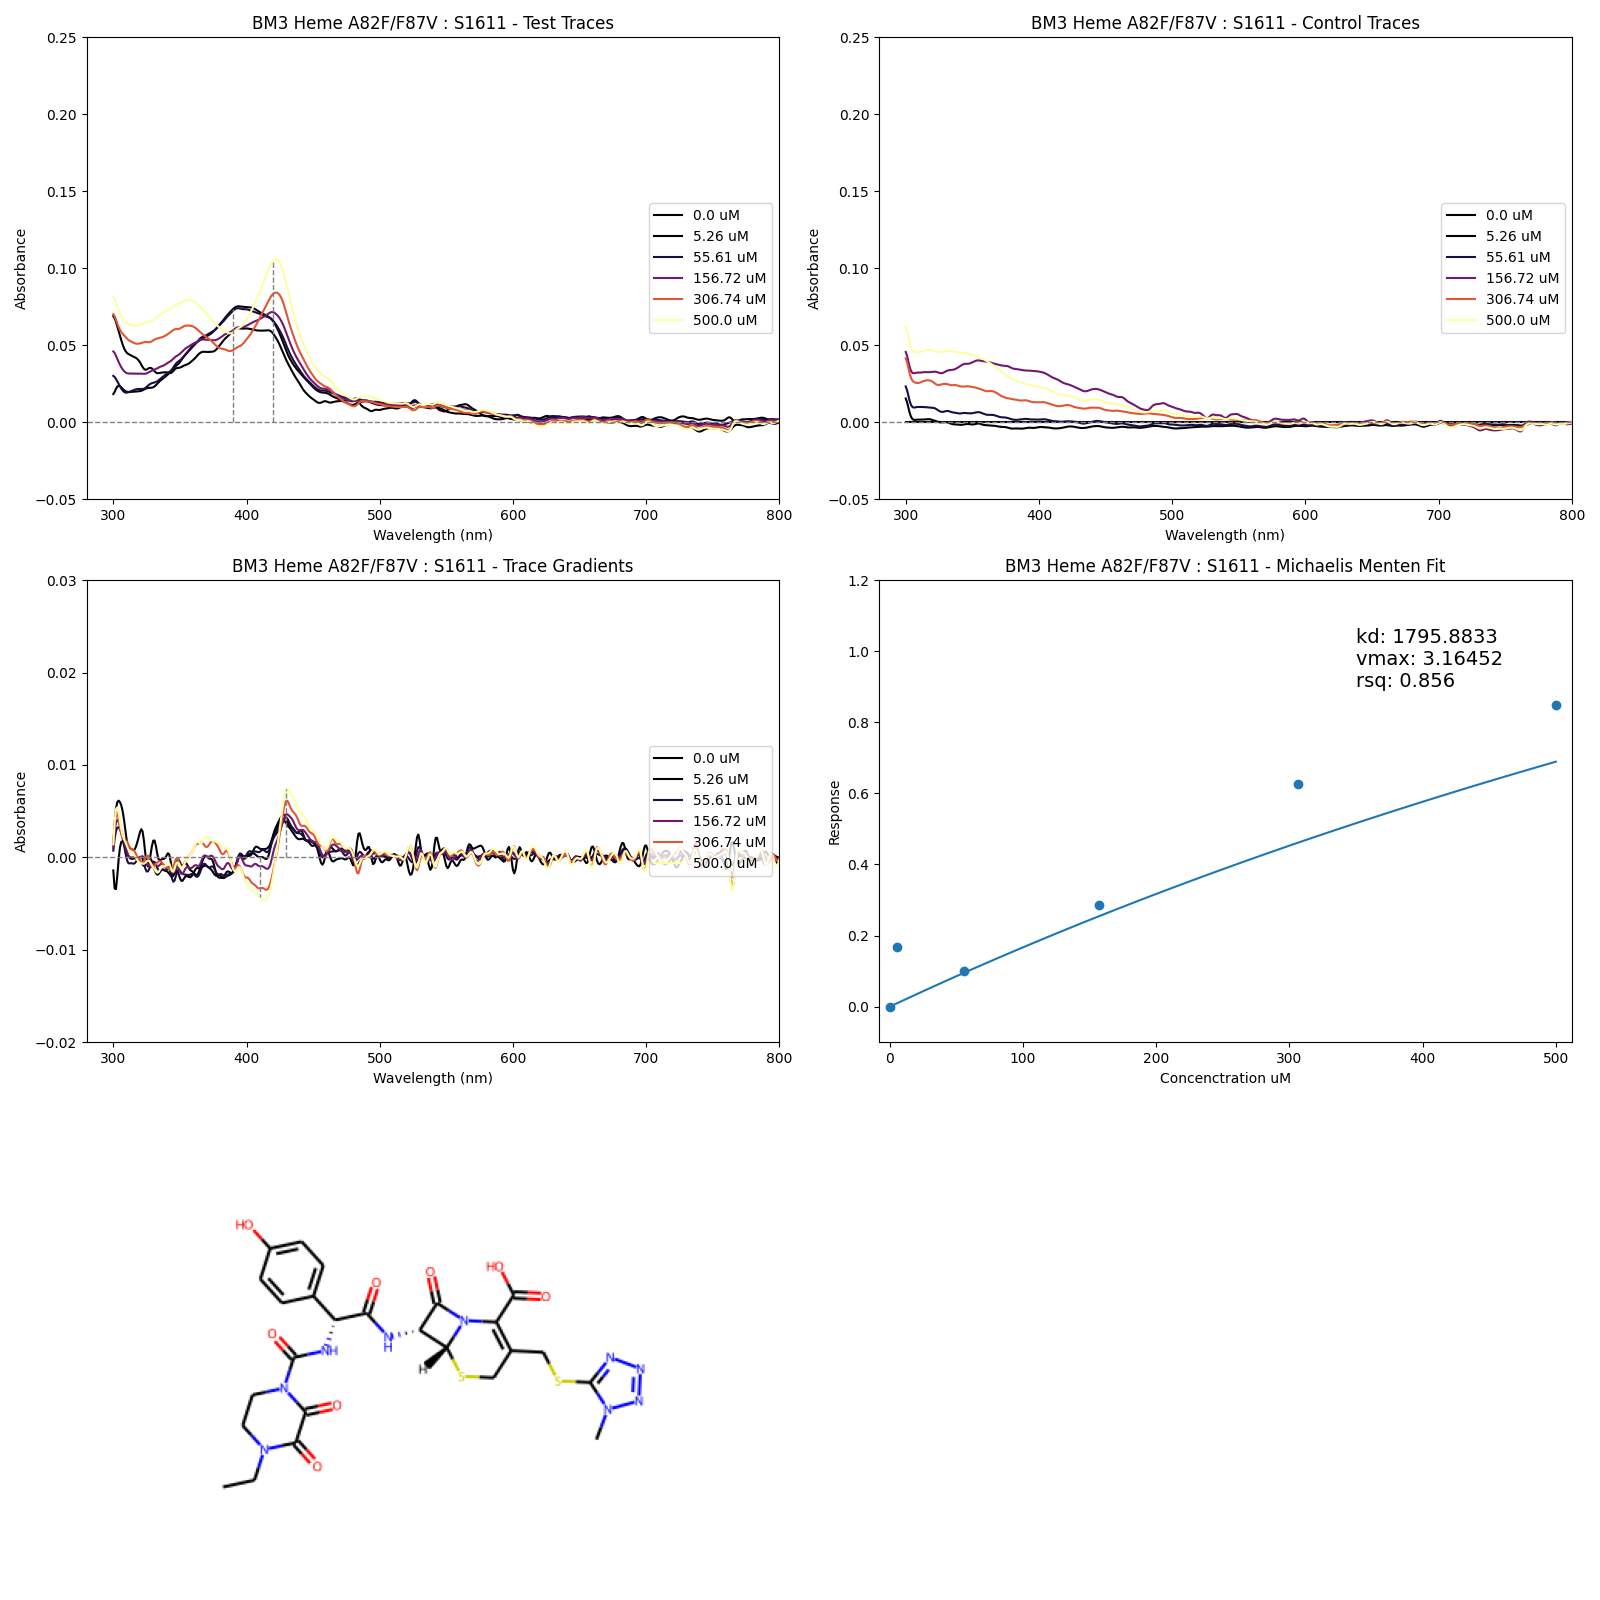 BM3 Heme A82F/F87V : S1611 - Test Traces
0.25
0.20
0.15
0.10
0.05
0.00
−0.05
Absorbance
300
400
500
600
700
800
Wavelength (nm)
0.0 uM
5.26 uM
55.61 uM
156.72 uM
306.74 uM
500.0 uM
BM3 Heme A82F/F87V : S1611 - Control Traces
0.25
0.20
0.15
0.10
0.05
0.00
−0.05
Absorbance
300
400
500
600
700
800
Wavelength (nm)
0.0 uM
5.26 uM
55.61 uM
156.72 uM
306.74 uM
500.0 uM
BM3 Heme A82F/F87V : S1611 - Trace Gradients
0.03
0.02
0.01
0.00
−0.01
−0.02
Absorbance
300
400
500
600
700
800
Wavelength (nm)
0.0 uM
5.26 uM
55.61 uM
156.72 uM
306.74 uM
500.0 uM
BM3 Heme A82F/F87V : S1611 - Michaelis Menten Fit
1.2
1.0
0.8
0.6
0.4
0.2
0.0
Response
0
100
200
300
400
500
Concenctration uM
kd: 1795.8833
vmax: 3.16452
rsq: 0.856
HO
O
O
HO
O
O
NH
N
H
N
H
S
S
N
N
N
N
N
O
O
N